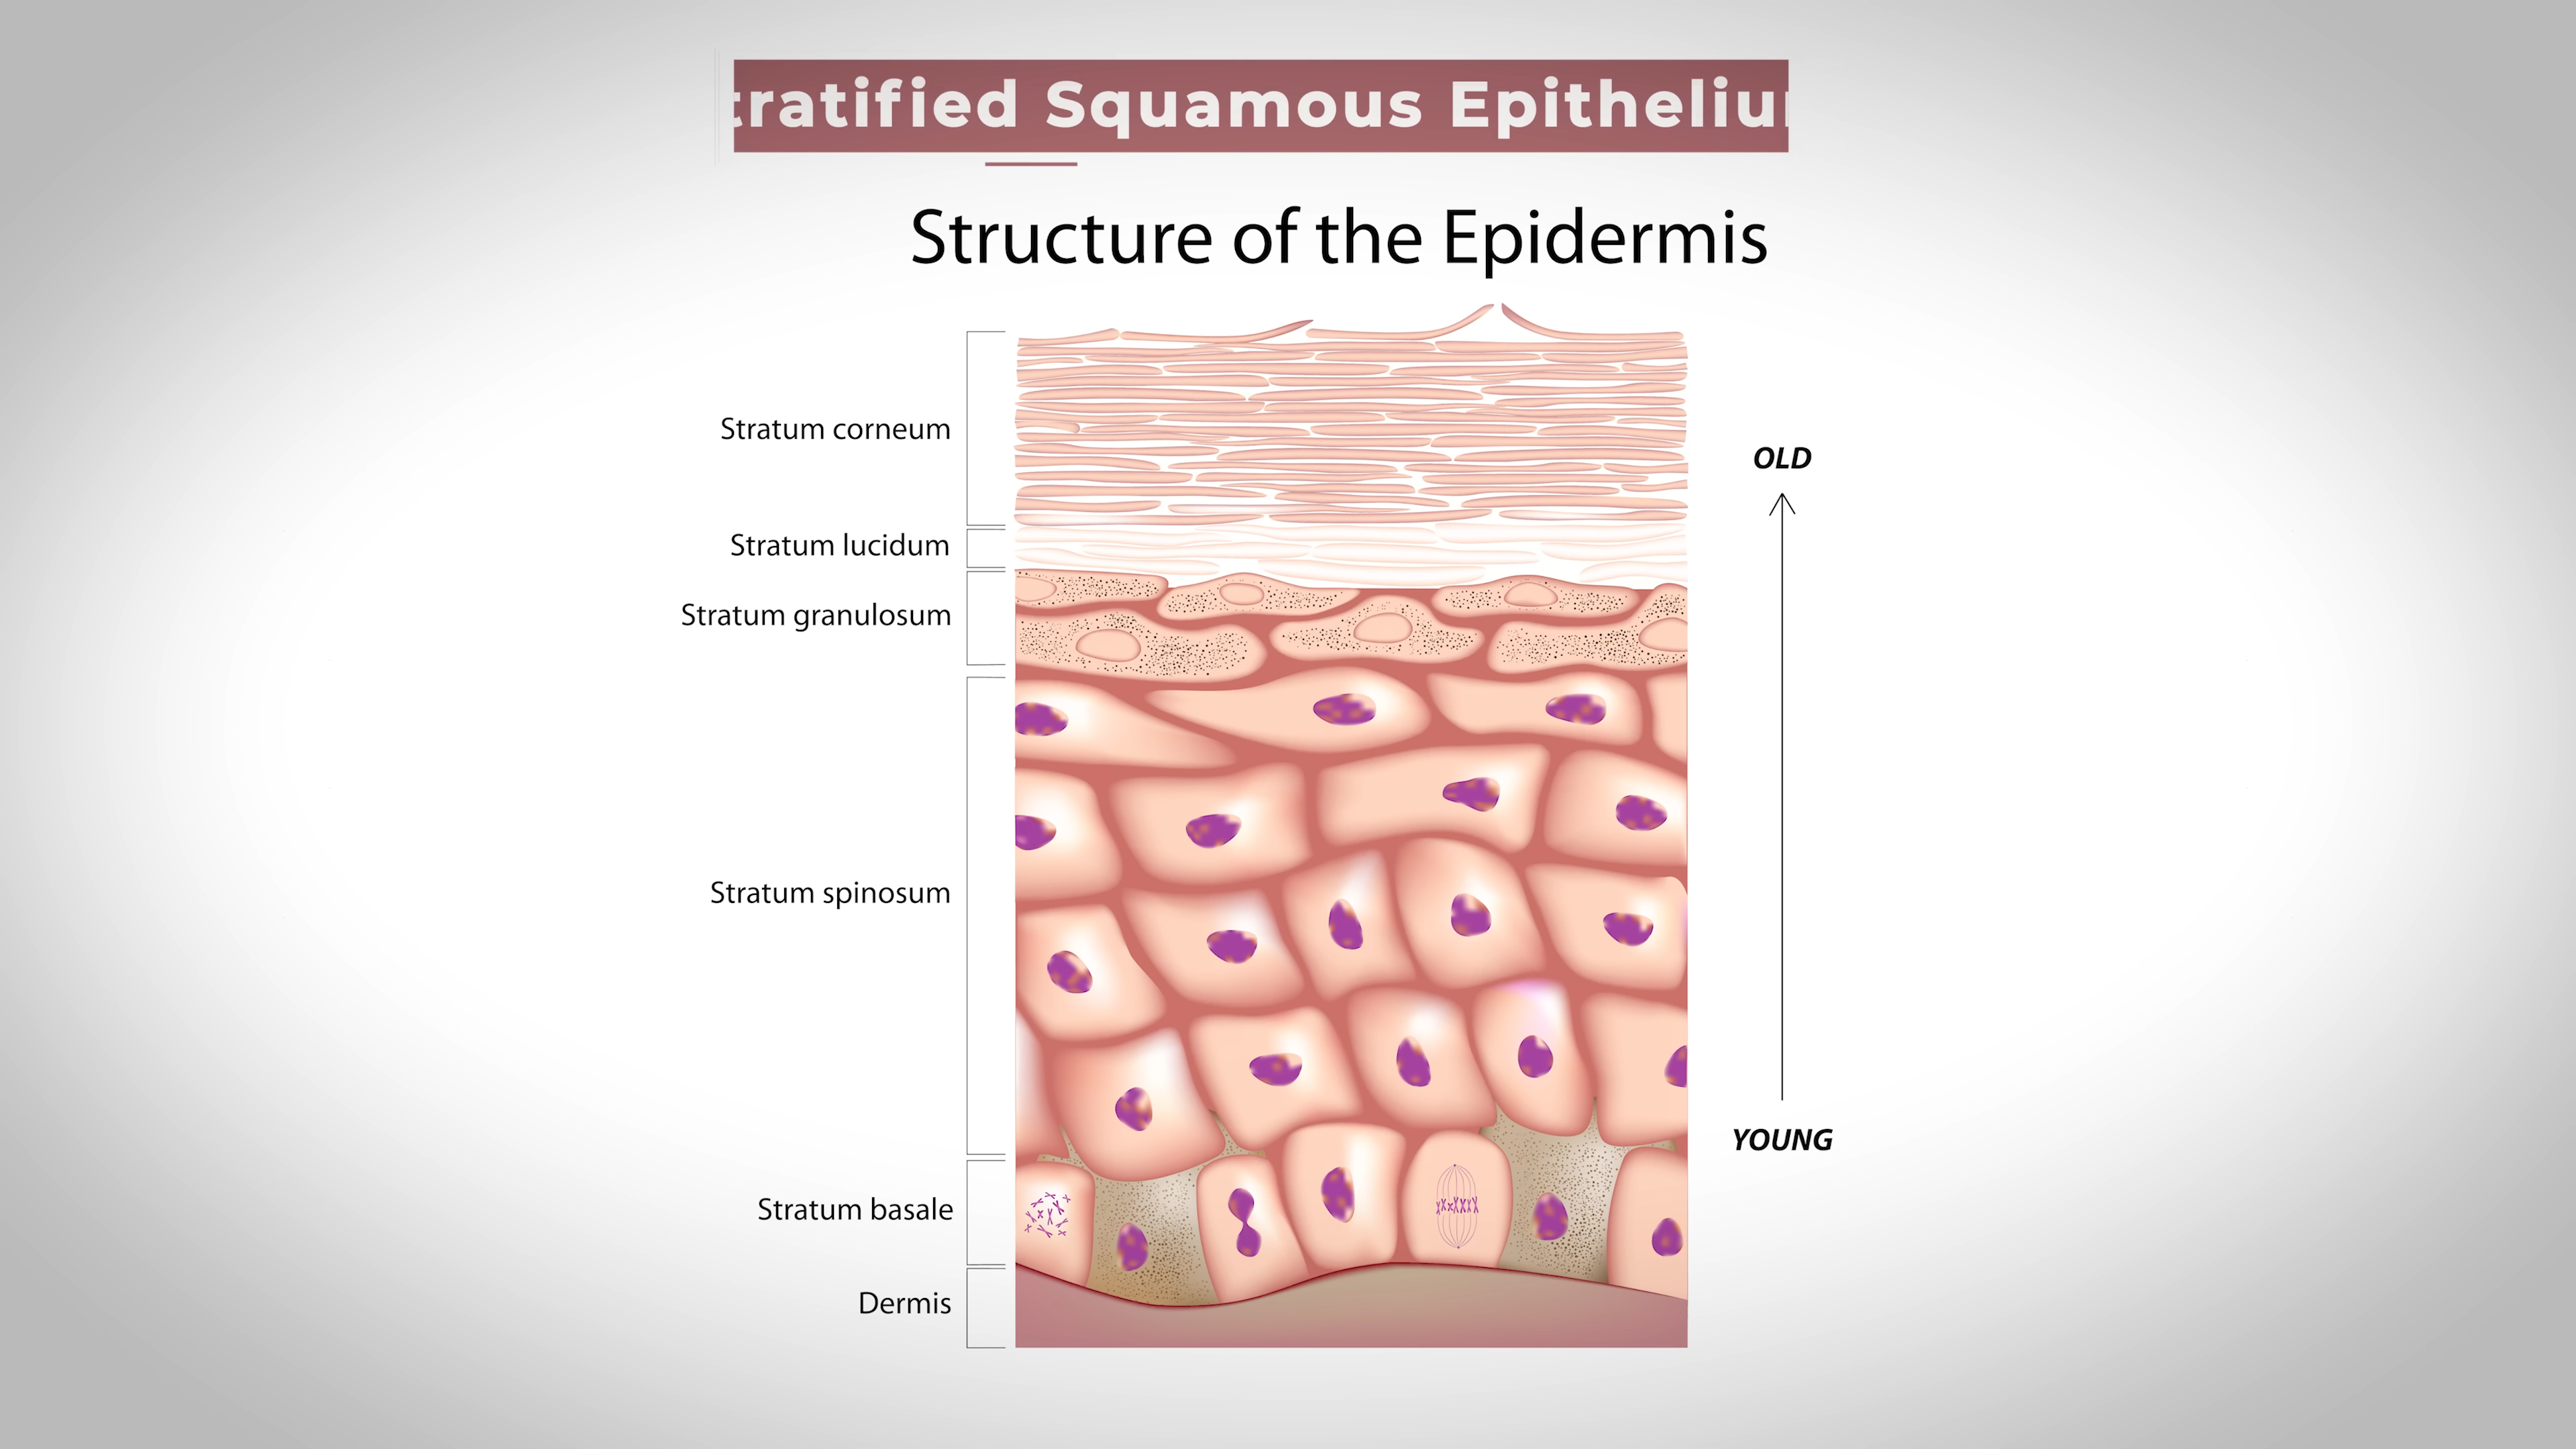 tratified Squamous Epitheliu
Structure of the Epidermis
Stratum corneum
OLD
Stratum lucidum
Stratum granulosum
Stratum spinosum
YOUNG
Stratum basale
Dermis